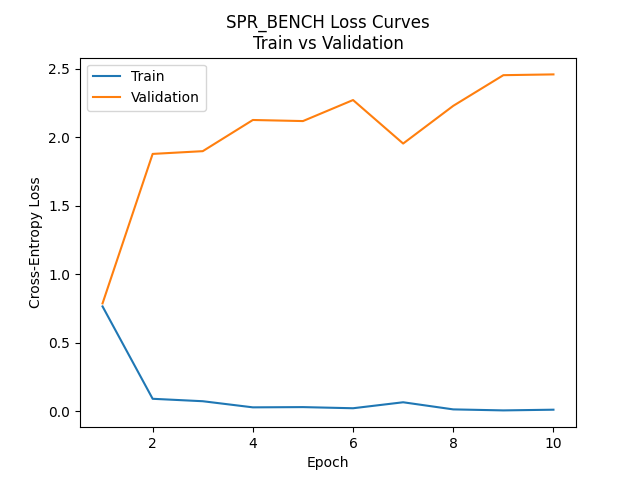 SPR_BENCH Loss Curves
Train vs Validation
Train
Validation
Cross-Entropy Loss
2.5
2.0
1.5
1.0
0.5
0.0
2
4
6
8
10
Epoch